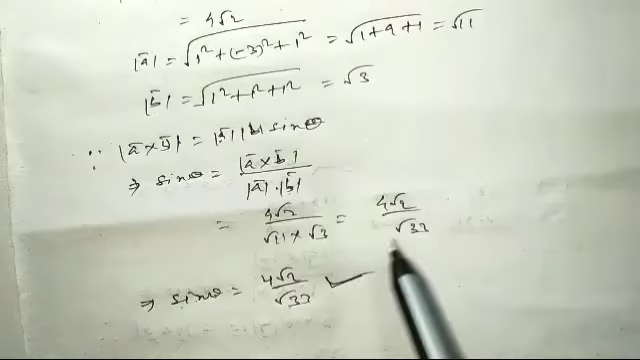 = 4√2
|ā| = √1²+(-3)²+1² = √1+9+1 = √11
|b̄| = √1²+1²+1² = √3
∵ |ā×b̄| = |ā||b̄| sinθ
⇒ sinθ = |ā×b̄| / |ā|.|b̄|
= 4√2 / √11×√3 = 4√2 / √33
⇒ sinθ = 4√2 / √33 ✓